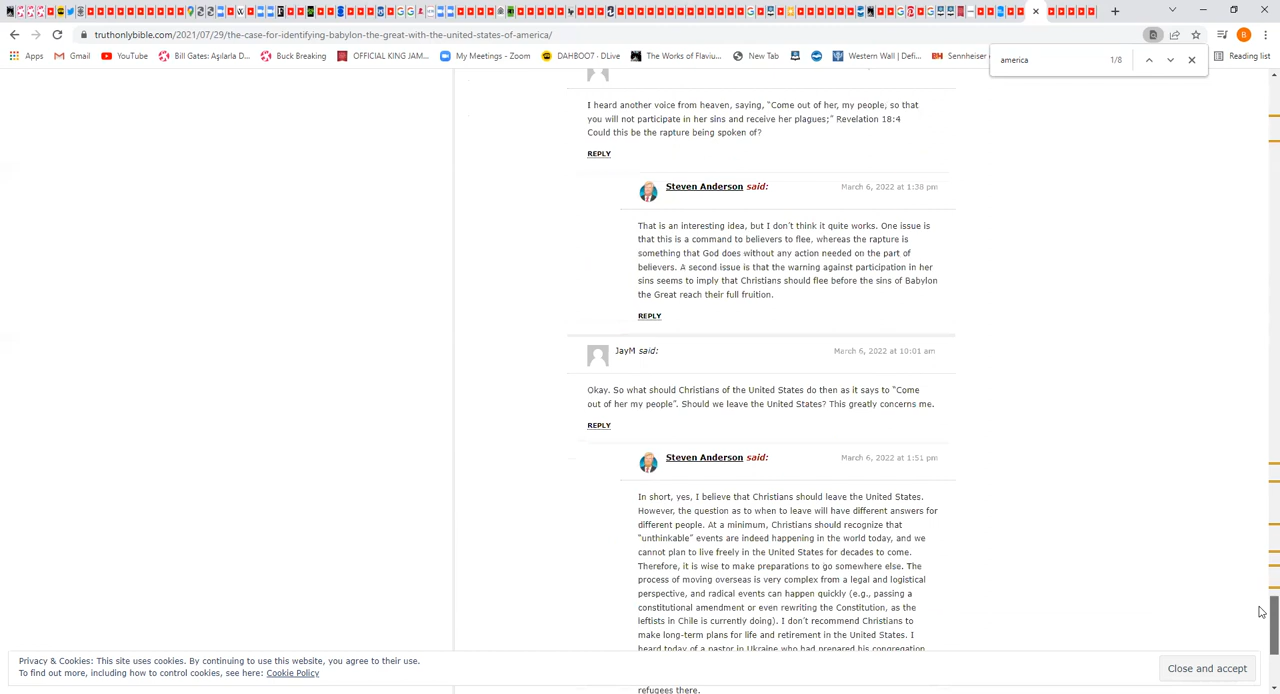 truthonlybible.com/2021/07/29/the-case-for-identifying-babylon-the-great-with-the-united-states-of-america/
Apps Gmail YouTube Bill Gates: Aşılarla D... Buck Breaking OFFICIAL KING JAM... My Meetings - Zoom DAHBOO7 - DLive The Works of Flaviu... New Tab Western Wall | Defi... Sennheiser Reading list
america 1/8
I heard another voice from heaven, saying, “Come out of her, my people, so that
you will not participate in her sins and receive her plagues;” Revelation 18:4
Could this be the rapture being spoken of?
REPLY
Steven Anderson said: March 6, 2022 at 1:38 pm
That is an interesting idea, but I don’t think it quite works. One issue is
that this is a command to believers to flee, whereas the rapture is
something that God does without any action needed on the part of
believers. A second issue is that the warning against participation in her
sins seems to imply that Christians should flee before the sins of Babylon
the Great reach their full fruition.
REPLY
JayM said: March 6, 2022 at 10:01 am
Okay. So what should Christians of the United States do then as it says to “Come
out of her my people”. Should we leave the United States? This greatly concerns me.
REPLY
Steven Anderson said: March 6, 2022 at 1:51 pm
In short, yes, I believe that Christians should leave the United States.
However, the question as to when to leave will have different answers for
different people. At a minimum, Christians should recognize that
“unthinkable” events are indeed happening in the world today, and we
cannot plan to live freely in the United States for decades to come.
Therefore, it is wise to make preparations to go somewhere else. The
process of moving overseas is very complex from a legal and logistical
perspective, and radical events can happen quickly (e.g., passing a
constitutional amendment or even rewriting the Constitution, as the
leftists in Chile is currently doing). I don’t recommend Christians to
make long-term plans for life and retirement in the United States. I
heard today of a pastor in Ukraine who had prepared his congregation
Privacy & Cookies: This site uses cookies. By continuing to use this website, you agree to their use.
To find out more, including how to control cookies, see here: Cookie Policy
Close and accept
refugees there.